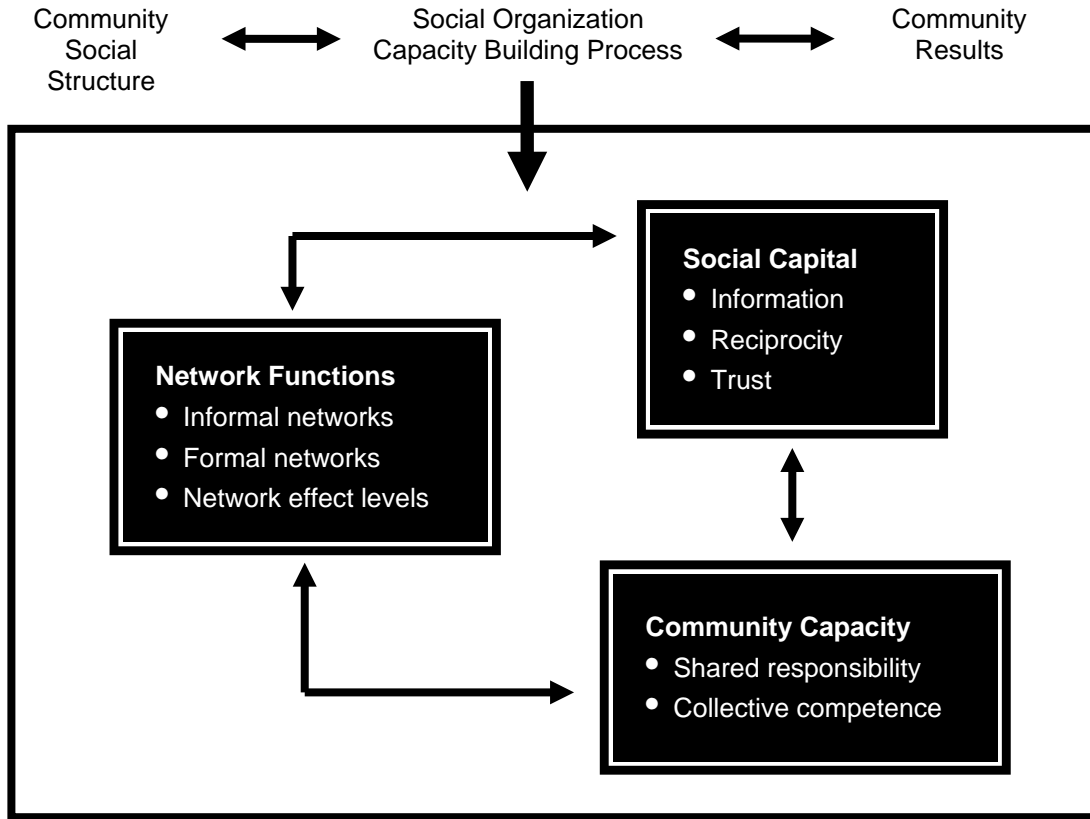 Community
Social
Structure
Social Organization
Capacity Building Process
Community
Results
Social Capital
• Information
• Reciprocity
• Trust
Network Functions
• Informal networks
• Formal networks
• Network effect levels
Community Capacity
• Shared responsibility
• Collective competence